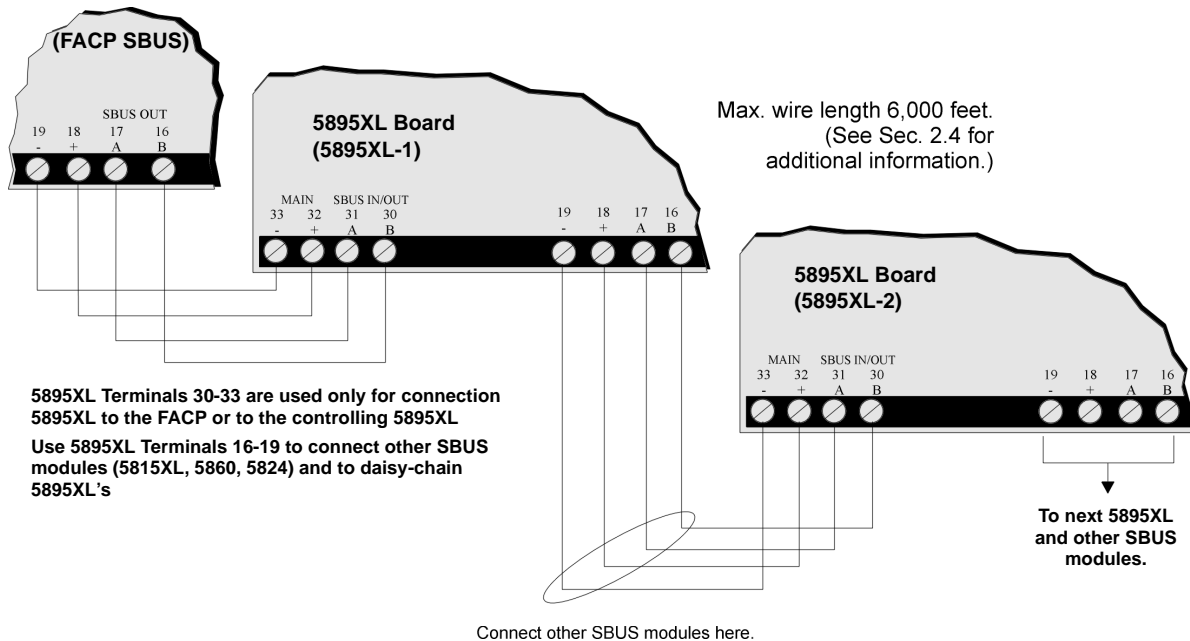 (FACP SBUS)
SBUS OUT
19 18 17 16
- + A B
5895XL Board
(5895XL-1)
MAIN SBUS IN/OUT
33 32 31 30
- + A B
19 18 17 16
- + A B
Max. wire length 6,000 feet.
(See Sec. 2.4 for
additional information.)
5895XL Board
(5895XL-2)
MAIN SBUS IN/OUT
33 32 31 30
- + A B
19 18 17 16
- + A B
5895XL Terminals 30-33 are used only for connection
5895XL to the FACP or to the controlling 5895XL
Use 5895XL Terminals 16-19 to connect other SBUS
modules (5815XL, 5860, 5824) and to daisy-chain
5895XL's
To next 5895XL
and other SBUS
modules.
Connect other SBUS modules here.